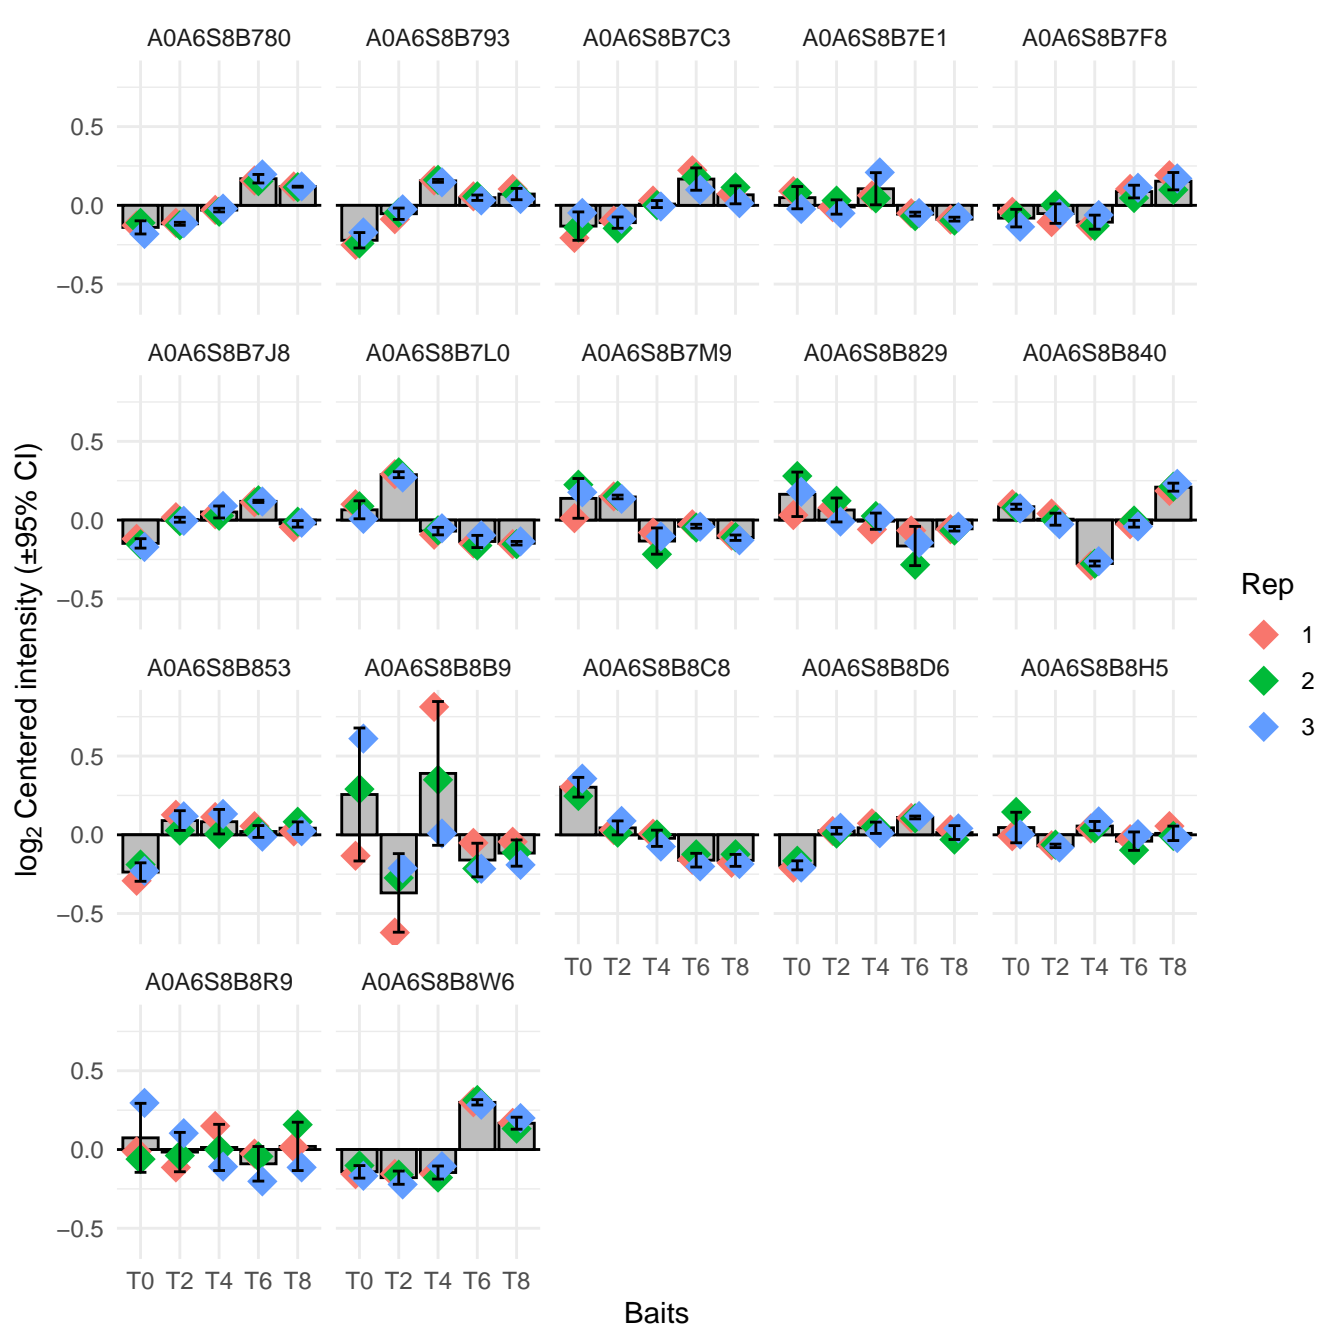 A0A6S8B780 A0A6S8B793 A0A6S8B7C3 A0A6S8B7E1 A0A6S8B7F8
0.5
0.0
−0.5
A0A6S8B7J8 A0A6S8B7L0 A0A6S8B7M9 A0A6S8B829 A0A6S8B840
0.5
0.0
−0.5
A0A6S8B853 A0A6S8B8B9 A0A6S8B8C8 A0A6S8B8D6 A0A6S8B8H5
0.5
0.0
−0.5
T0 T2 T4 T6 T8 T0 T2 T4 T6 T8 T0 T2 T4 T6 T8
A0A6S8B8R9 A0A6S8B8W6
0.5
0.0
−0.5
T0 T2 T4 T6 T8 T0 T2 T4 T6 T8
Baits
log2 Centered intensity (±95% CI)
Rep
1
2
3